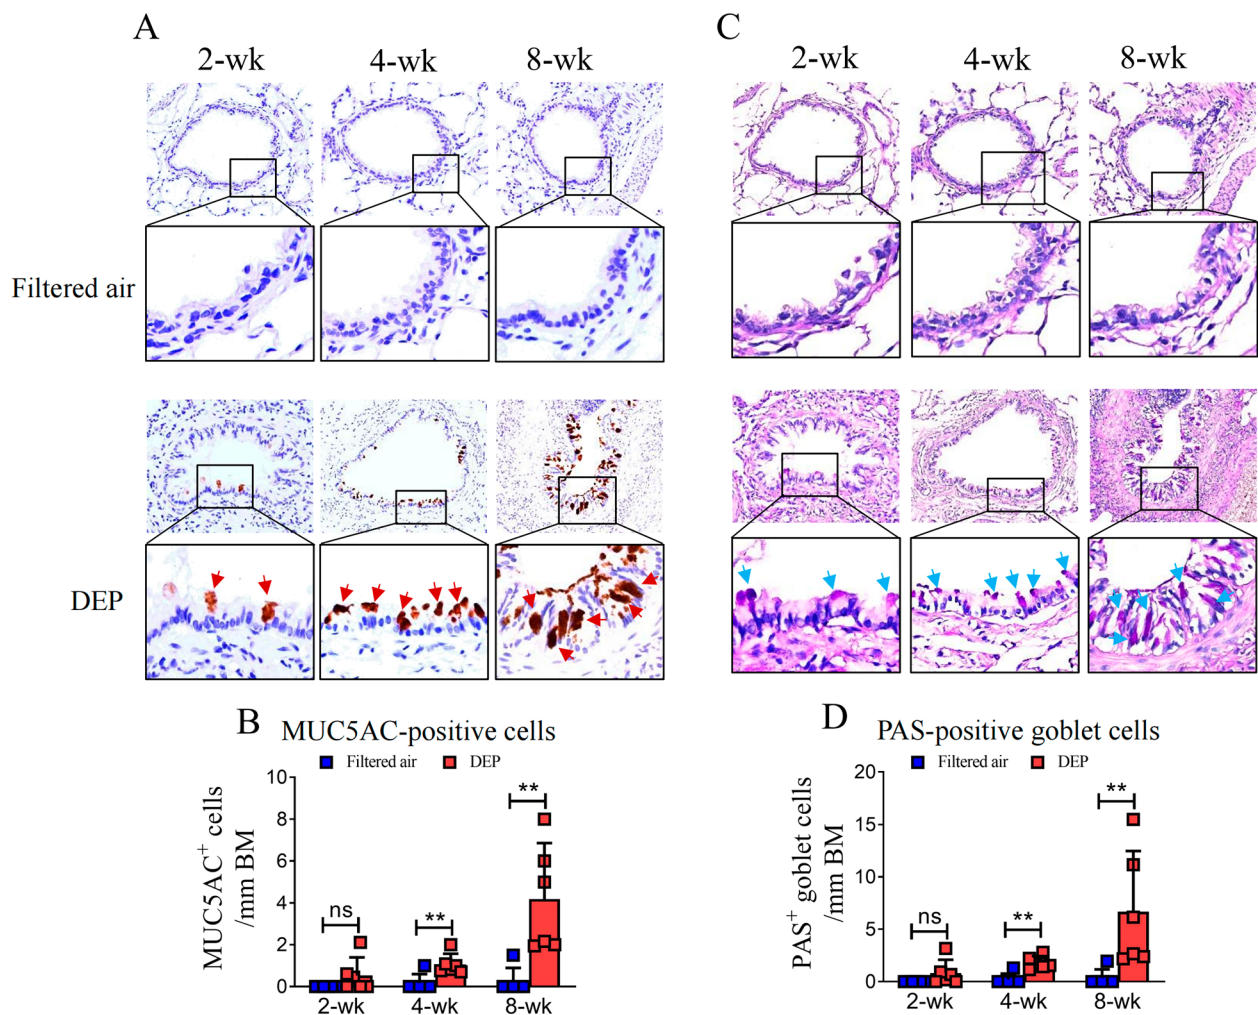 A
2-wk 4-wk 8-wk
C
2-wk 4-wk 8-wk
Filtered air
DEP
B
MUC5AC-positive cells
Filtered air DEP
MUC5AC+ cells
/mm BM
10
8
6
4
2
0
ns
**
**
2-wk 4-wk 8-wk
D
PAS-positive goblet cells
Filtered air DEP
PAS+ goblet cells
/mm BM
20
15
10
5
0
ns
**
**
2-wk 4-wk 8-wk